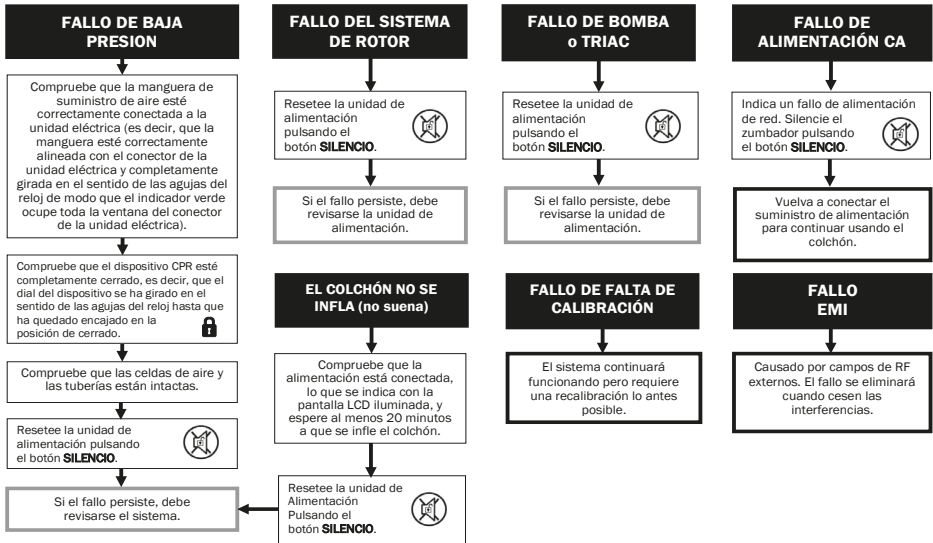 FALLO DE BAJA
PRESION
Compruebe que la manguera de
suministro de aire esté
correctamente conectada a la
unidad eléctrica (es decir, que la
manguera esté correctamente
alineada con el conector de la
unidad eléctrica y completamente
girada en el sentido de las agujas del
reloj de modo que el indicador verde
ocupe toda la ventana del conector
de la unidad eléctrica).
Compruebe que el dispositivo CPR esté
completamente cerrado, es decir, que el
dial del dispositivo se ha girado en el
sentido de las agujas del reloj hasta que
ha quedado encajado en la
posición de cerrado.
Compruebe que las celdas de aire y
las tuberías están intactas.
Resetee la unidad de
alimentación pulsando
el botón SILENCIO.
Si el fallo persiste, debe
revisarse el sistema.
FALLO DEL SISTEMA
DE ROTOR
Resetee la unidad de
alimentación
pulsando el
botón SILENCIO.
Si el fallo persiste, debe
revisarse la unidad de
alimentación.
EL COLCHÓN NO SE
INFLA (no suena)
Compruebe que la
alimentación está conectada,
lo que se indica con la
pantalla LCD iluminada, y
espere al menos 20 minutos
a que se infle el colchón.
Resetee la unidad de
Alimentación
Pulsando el
botón SILENCIO.
FALLO DE BOMBA
o TRIAC
Resetee la unidad de
alimentación
pulsando el
botón SILENCIO.
Si el fallo persiste, debe
revisarse la unidad de
alimentación.
FALLO DE FALTA DE
CALIBRACIÓN
El sistema continuará
funcionando pero requiere
una recalibración lo antes
posible.
FALLO DE
ALIMENTACIÓN CA
Indica un fallo de alimentación
de red. Silencie el
zumbador pulsando
el botón SILENCIO.
Vuelva a conectar el
suministro de alimentación
para continuar usando el
colchón.
FALLO
EMI
Causado por campos de RF
externos. El fallo se eliminará
cuando cesen las
interferencias.